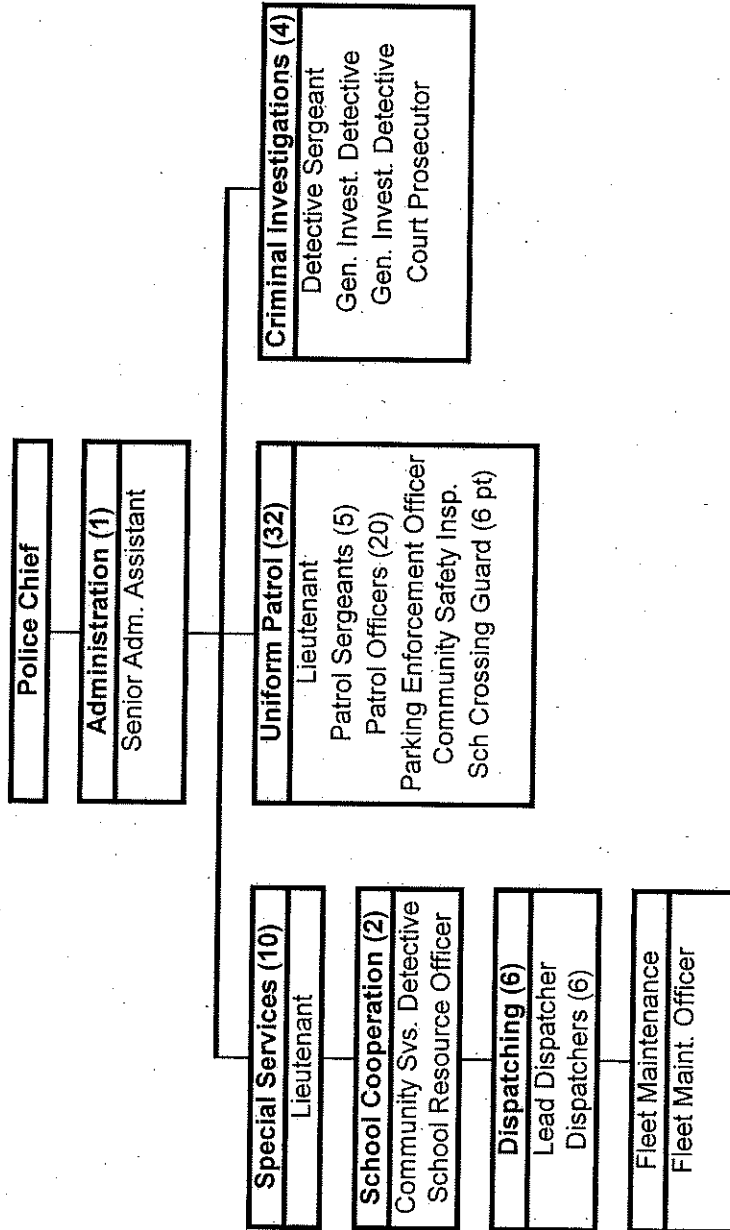 Police Chief
Administration (1)
Senior Adm. Assistant
Special Services (10)
Lieutenant
School Cooperation (2)
Community Svs. Detective
School Resource Officer
Dispatching (6)
Lead Dispatcher
Dispatchers (6)
Fleet Maintenance
Fleet Maint. Officer
Uniform Patrol (32)
Lieutenant
Patrol Sergeants (5)
Patrol Officers (20)
Parking Enforcement Officer
Community Safety Insp.
Sch Crossing Guard (6 pt)
Criminal Investigations (4)
Detective Sergeant
Gen. Invest. Detective
Gen. Invest. Detective
Court Prosecutor